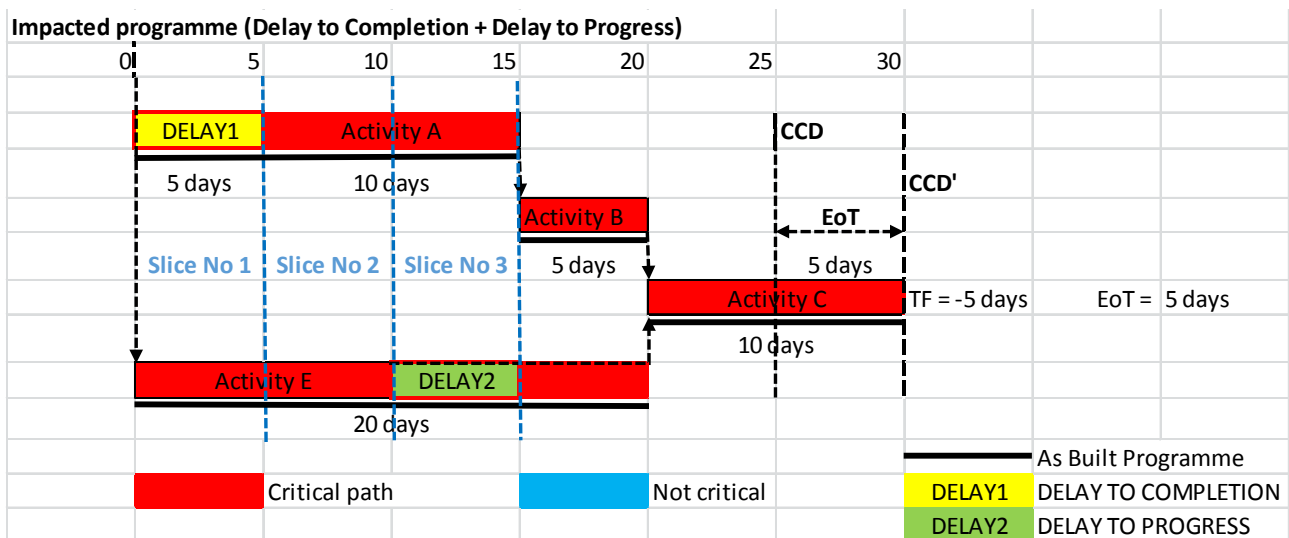 Impacted programme (Delay to Completion + Delay to Progress)
0 5 10 15 20 25 30
DELAY1 Activity A CCD
5 days 10 days CCD'
Activity B EoT
Slice No 1 Slice No 2 Slice No 3 5 days 5 days
Activity C TF = -5 days EoT = 5 days
10 days
Activity E DELAY2
20 days
As Built Programme
Critical path Not critical DELAY1 DELAY TO COMPLETION
DELAY2 DELAY TO PROGRESS